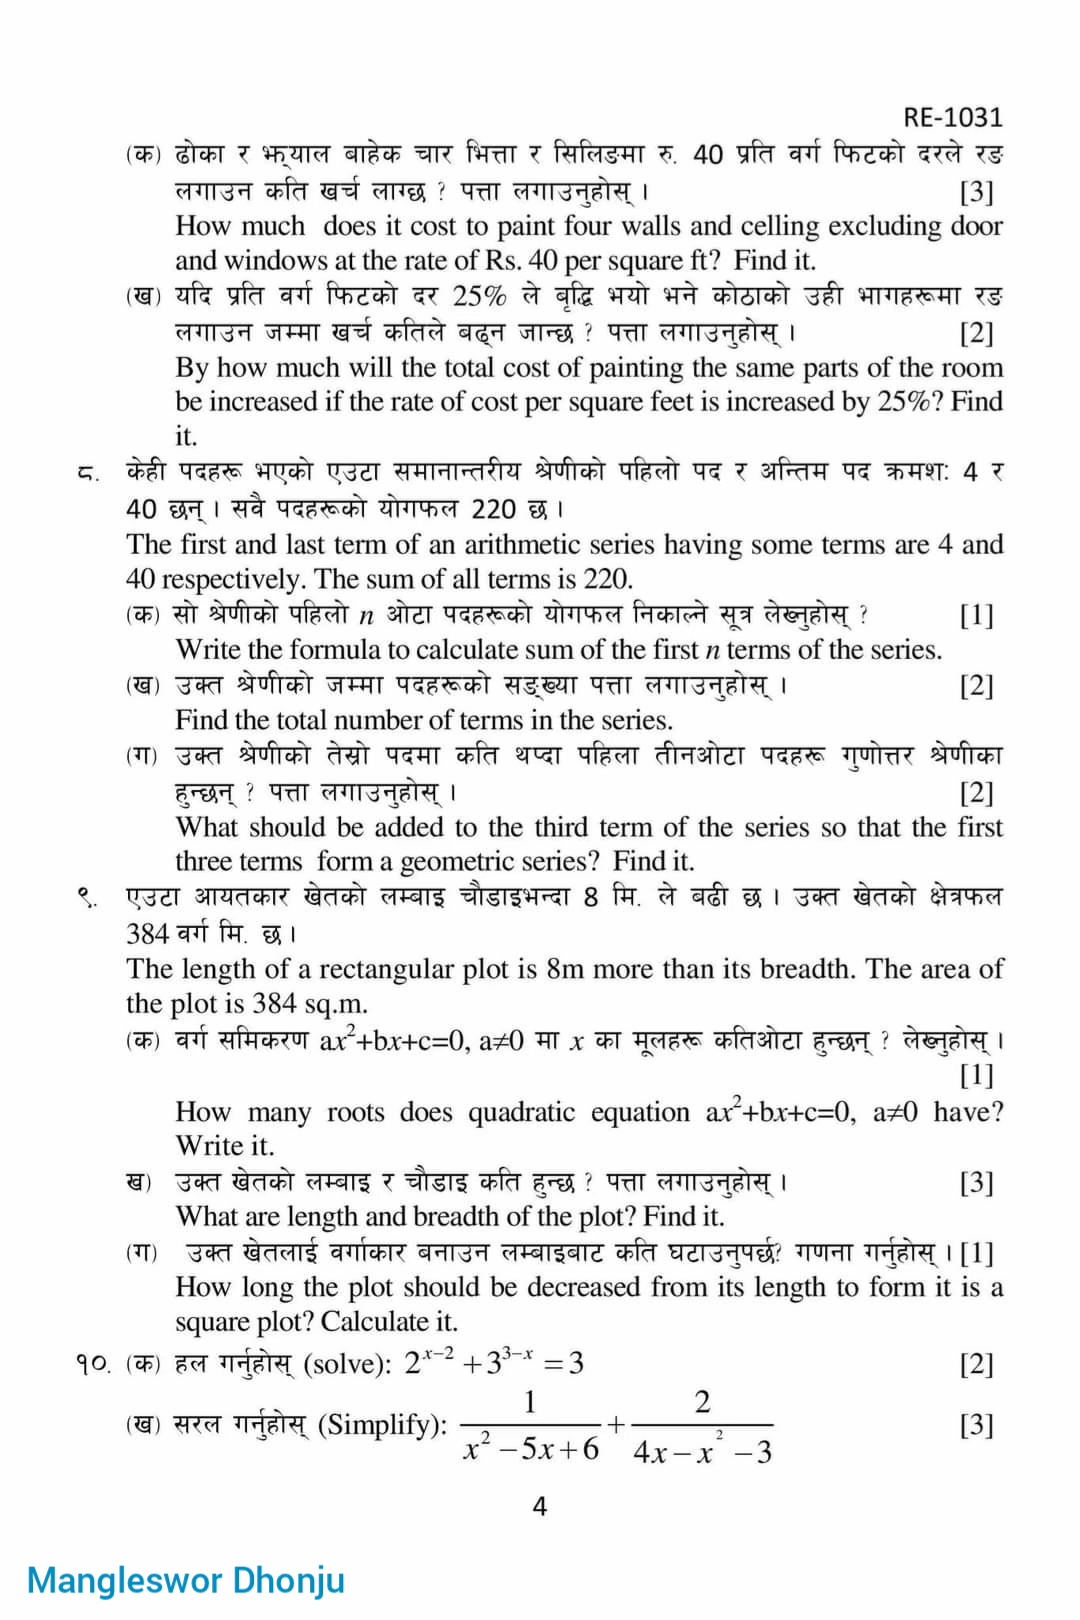 RE-1031
(क) ढोका र झ्याल बाहेक चार भित्ता र सिलिङमा रु. 40 प्रति वर्ग फिटको दरले रङ
लगाउन कति खर्च लाग्छ ? पत्ता लगाउनुहोस् । [3]
How much does it cost to paint four walls and celling excluding door
and windows at the rate of Rs. 40 per square ft? Find it.
(ख) यदि प्रति वर्ग फिटको दर 25% ले बृद्धि भयो भने कोठाको उही भागहरूमा रङ
लगाउन जम्मा खर्च कतिले बढ्न जान्छ ? पत्ता लगाउनुहोस् । [2]
By how much will the total cost of painting the same parts of the room
be increased if the rate of cost per square feet is increased by 25%? Find
it.
८. केही पदहरू भएको एउटा समानान्तरीय श्रेणीको पहिलो पद र अन्तिम पद क्रमश: 4 र
40 छन् । सवै पदहरूको योगफल 220 छ ।
The first and last term of an arithmetic series having some terms are 4 and
40 respectively. The sum of all terms is 220.
(क) सो श्रेणीको पहिलो n ओटा पदहरूको योगफल निकाल्ने सूत्र लेख्नुहोस् ? [1]
Write the formula to calculate sum of the first n terms of the series.
(ख) उक्त श्रेणीको जम्मा पदहरूको सङ्ख्या पत्ता लगाउनुहोस् । [2]
Find the total number of terms in the series.
(ग) उक्त श्रेणीको तेस्रो पदमा कति थप्दा पहिला तीनओटा पदहरू गुणोत्तर श्रेणीका
हुन्छन् ? पत्ता लगाउनुहोस् । [2]
What should be added to the third term of the series so that the first
three terms form a geometric series? Find it.
९. एउटा आयतकार खेतको लम्बाइ चौडाइभन्दा 8 मि. ले बढी छ । उक्त खेतको क्षेत्रफल
384 वर्ग मि. छ ।
The length of a rectangular plot is 8m more than its breadth. The area of
the plot is 384 sq.m.
(क) वर्ग समिकरण ax²+bx+c=0, a≠0 मा x का मूलहरू कतिओटा हुन्छन् ? लेख्नुहोस् ।
[1]
How many roots does quadratic equation ax²+bx+c=0, a≠0 have?
Write it.
ख) उक्त खेतको लम्बाइ र चौडाइ कति हुन्छ ? पत्ता लगाउनुहोस् । [3]
What are length and breadth of the plot? Find it.
(ग) उक्त खेतलाई वर्गाकार बनाउन लम्बाइबाट कति घटाउनुपर्छ? गणना गर्नुहोस् । [1]
How long the plot should be decreased from its length to form it is a
square plot? Calculate it.
१०. (क) हल गर्नुहोस् (solve): 2^{x−2} + 3^{3−x} = 3 [2]
(ख) सरल गर्नुहोस् (Simplify): 1/(x² − 5x + 6) + 2/(4x − x² − 3) [3]
4
Mangleswor Dhonju